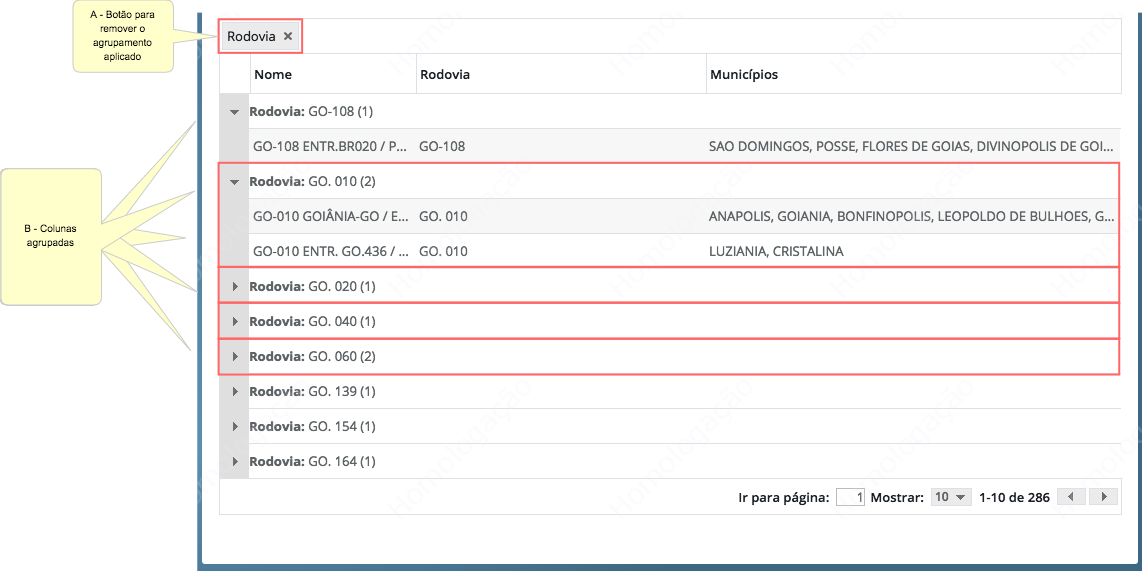 A - Botão para
remover o
agrupamento
aplicado
Rodovia ×
Nome Rodovia Municípios
Rodovia: GO-108 (1)
GO-108 ENTR.BR020 / P... GO-108 SAO DOMINGOS, POSSE, FLORES DE GOIAS, DIVINOPOLIS DE GOI...
Rodovia: GO. 010 (2)
GO-010 GOIÂNIA-GO / E... GO. 010 ANAPOLIS, GOIANIA, BONFINOPOLIS, LEOPOLDO DE BULHOES, G...
GO-010 ENTR. GO.436 / ... GO. 010 LUZIANIA, CRISTALINA
B - Colunas
agrupadas
Rodovia: GO. 020 (1)
Rodovia: GO. 040 (1)
Rodovia: GO. 060 (2)
Rodovia: GO. 139 (1)
Rodovia: GO. 154 (1)
Rodovia: GO. 164 (1)
Ir para página: 1 Mostrar: 10 1-10 de 286
Homologação